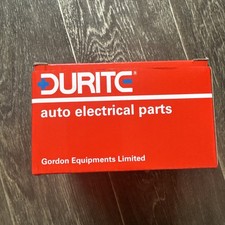 DURITE®
auto electrical parts
Gordon Equipments Limited